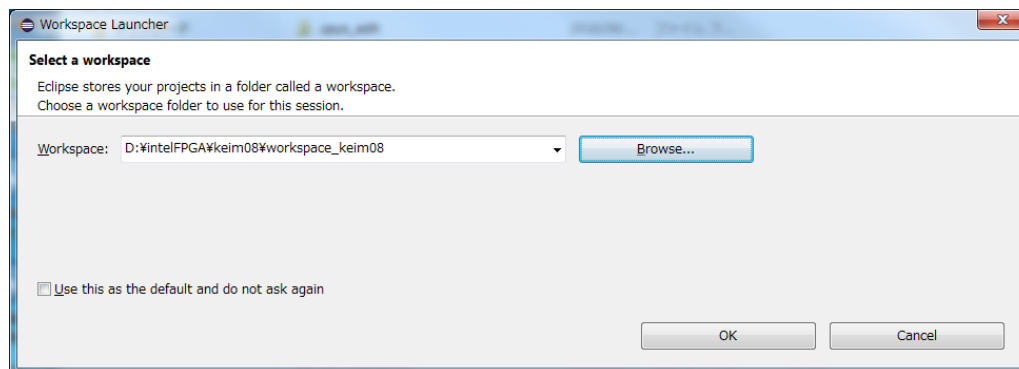 Workspace Launcher
Select a workspace
Eclipse stores your projects in a folder called a workspace.
Choose a workspace folder to use for this session.
Workspace: D:¥intelFPGA¥keim08¥workspace_keim08 Browse...
Use this as the default and do not ask again
OK Cancel